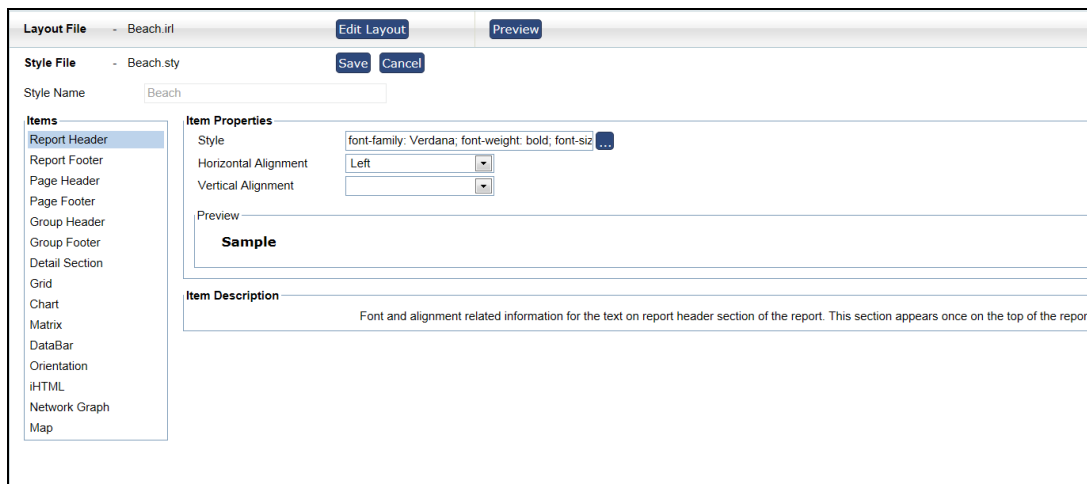 Layout File - Beach.irl Edit Layout Preview
Style File - Beach.sty Save Cancel
Style Name Beach
Items
Report Header
Report Footer
Page Header
Page Footer
Group Header
Group Footer
Detail Section
Grid
Chart
Matrix
DataBar
Orientation
iHTML
Network Graph
Map
Item Properties
Style font-family: Verdana; font-weight: bold; font-siz ...
Horizontal Alignment Left
Vertical Alignment
Preview
Sample
Item Description
Font and alignment related information for the text on report header section of the report. This section appears once on the top of the repor